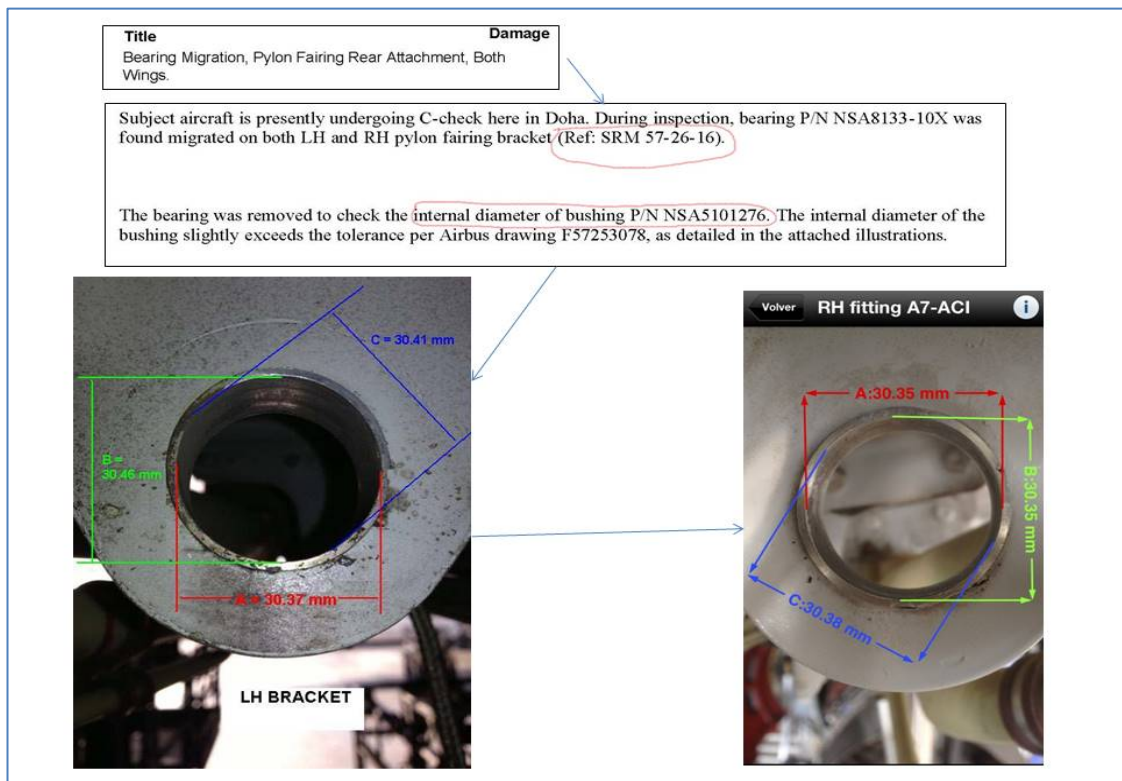 Title Damage
Bearing Migration, Pylon Fairing Rear Attachment, Both
Wings.
Subject aircraft is presently undergoing C-check here in Doha. During inspection, bearing P/N NSA8133-10X was
found migrated on both LH and RH pylon fairing bracket (Ref: SRM 57-26-16).
The bearing was removed to check the internal diameter of bushing P/N NSA5101276. The internal diameter of the
bushing slightly exceeds the tolerance per Airbus drawing F57253078, as detailed in the attached illustrations.
C = 30.41 mm
B =
30.46 mm
A = 30.37 mm
LH BRACKET
Volver RH fitting A7-ACI i
A:30.35 mm
B:30.35 mm
C:30.38 mm